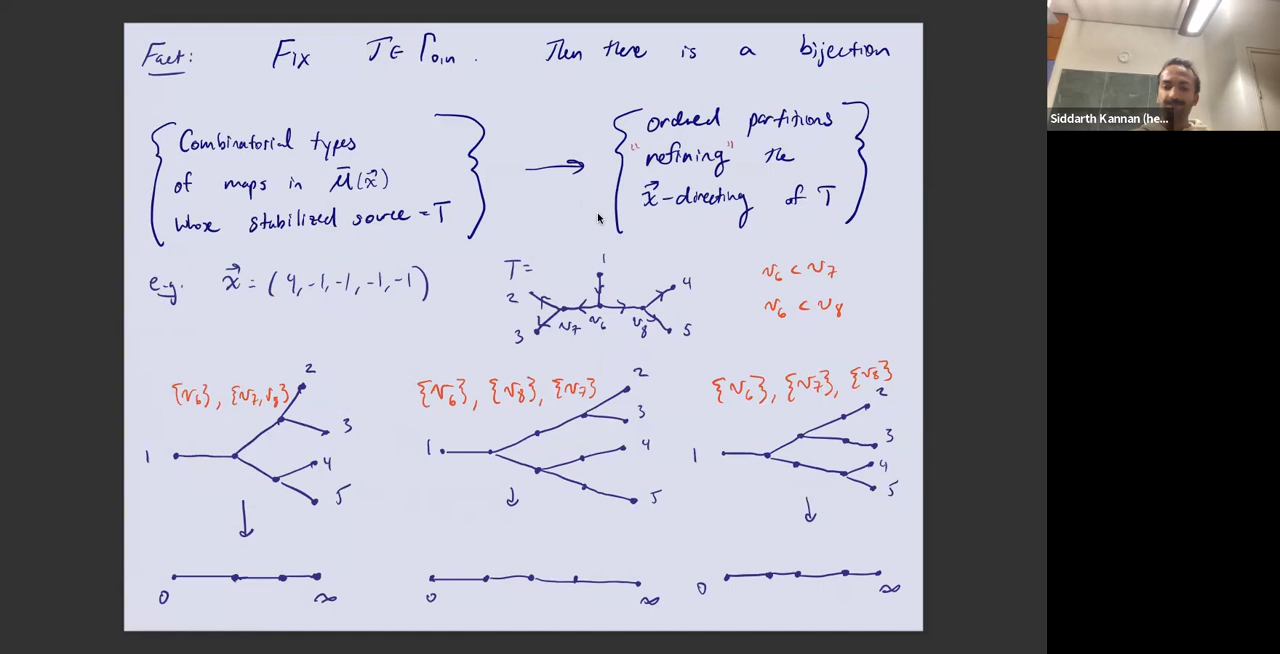 Fact: Fix T ∈ Γ₀,ₙ. Then there is a bijection
{ Combinatorial types of maps in M̄(x⃗) whose stabilized source = T } → { ordered partitions "refining" the x⃗-directing of T }
e.g. x⃗ = (4, -1, -1, -1, -1)
T =
1
2
3
4
5
v₇ v₆ v₈
v₆ < v₇
v₆ < v₈
{v₆}, {v₇, v₈}
1
2
3
4
5
0 ∞
{v₆}, {v₈}, {v₇}
1
2
3
4
5
0 ∞
{v₆}, {v₇}, {v₈}
1
2
3
4
5
0 ∞
Siddarth Kannan (he...